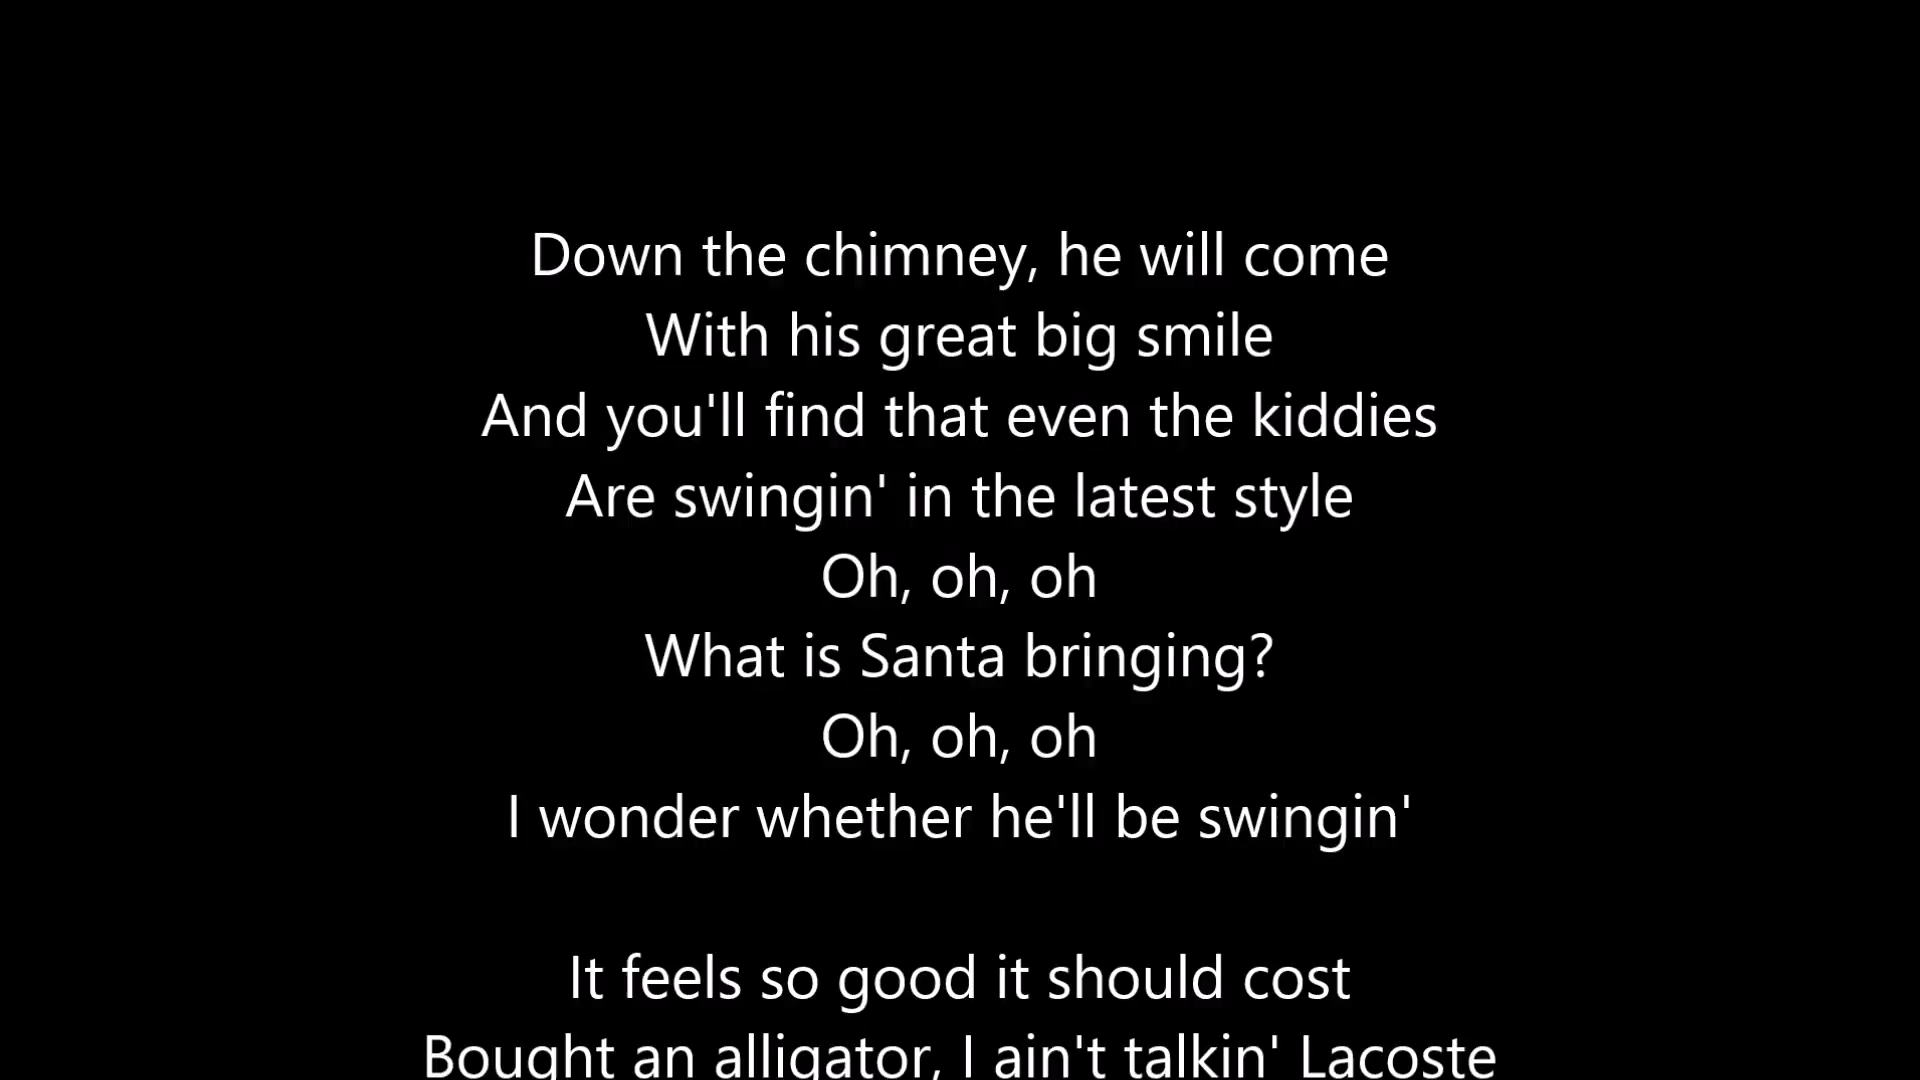 Down the chimney, he will come
With his great big smile
And you'll find that even the kiddies
Are swingin' in the latest style
Oh, oh, oh
What is Santa bringing?
Oh, oh, oh
I wonder whether he'll be swingin'
It feels so good it should cost
Bought an alligator, I ain't talkin' Lacoste